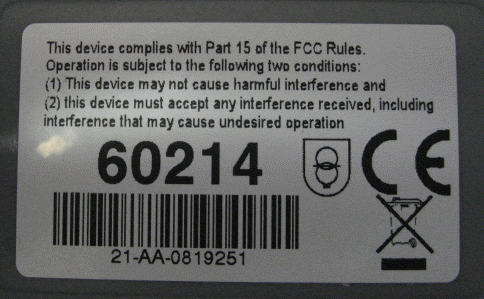 This device complies with Part 15 of the FCC Rules.
Operation is subject to the following two conditions:
(1) This device may not cause harmful interference and
(2) this device must accept any interference received, including
interference that may cause undesired operation
60214
CE
21-AA-0819251